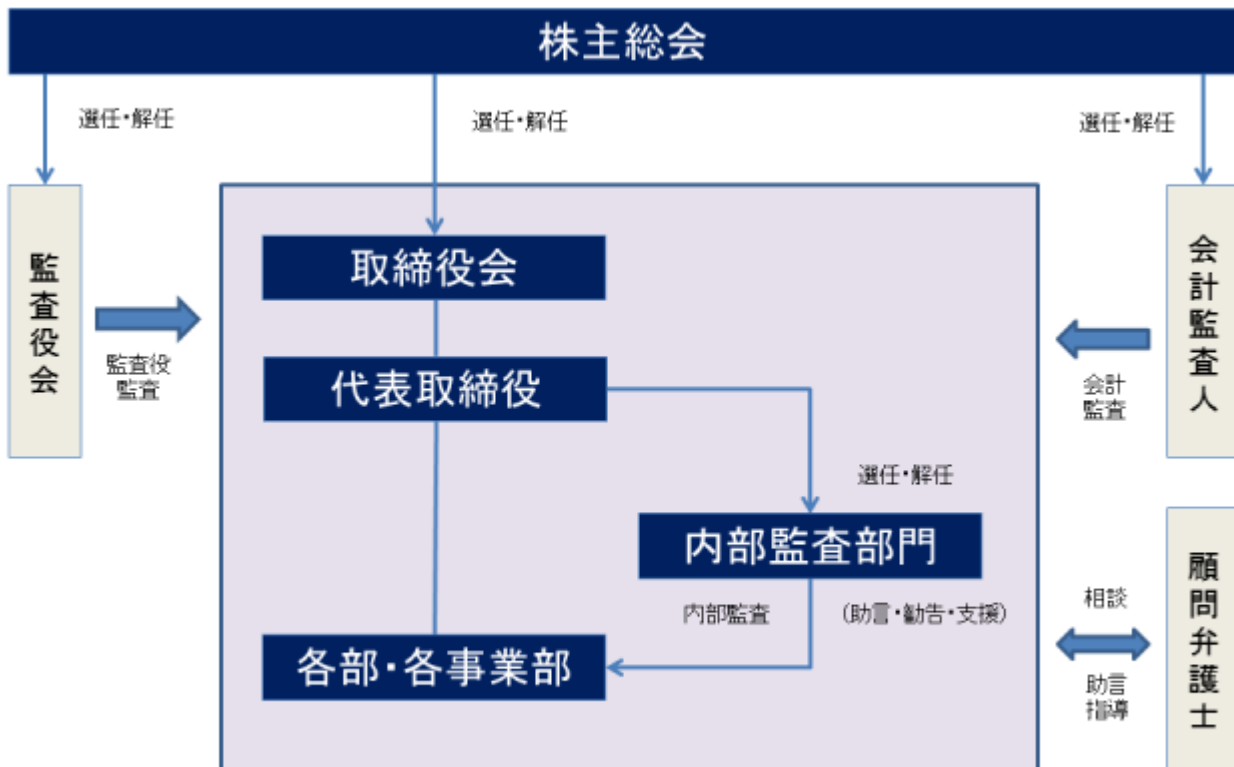 株主総会
選任・解任
選任・解任
選任・解任
監査役会
取締役会
会計監査人
監査役
監査
代表取締役
会計
監査
選任・解任
内部監査部門
内部監査
(助言・勧告・支援)
各部・各事業部
相談
助言
指導
顧問弁護士